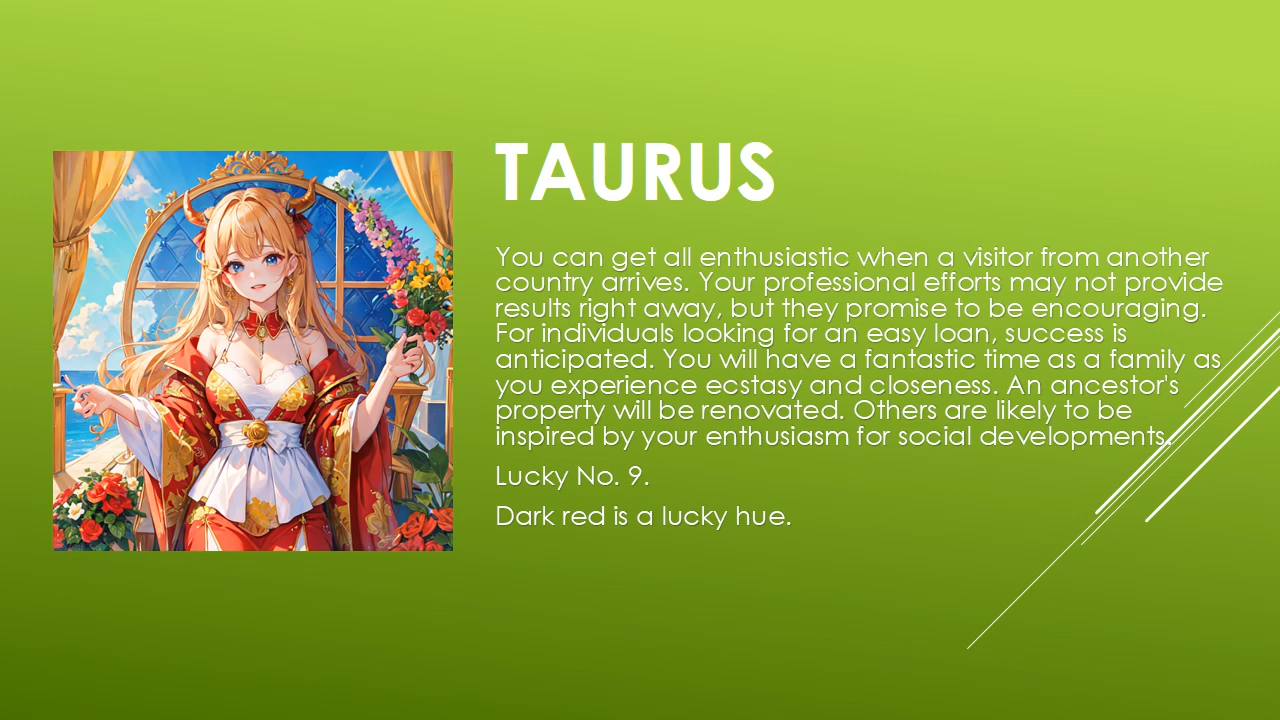 TAURUS
You can get all enthusiastic when a visitor from another
country arrives. Your professional efforts may not provide
results right away, but they promise to be encouraging.
For individuals looking for an easy loan, success is
anticipated. You will have a fantastic time as a family as
you experience ecstasy and closeness. An ancestor's
property will be renovated. Others are likely to be
inspired by your enthusiasm for social developments.
Lucky No. 9.
Dark red is a lucky hue.